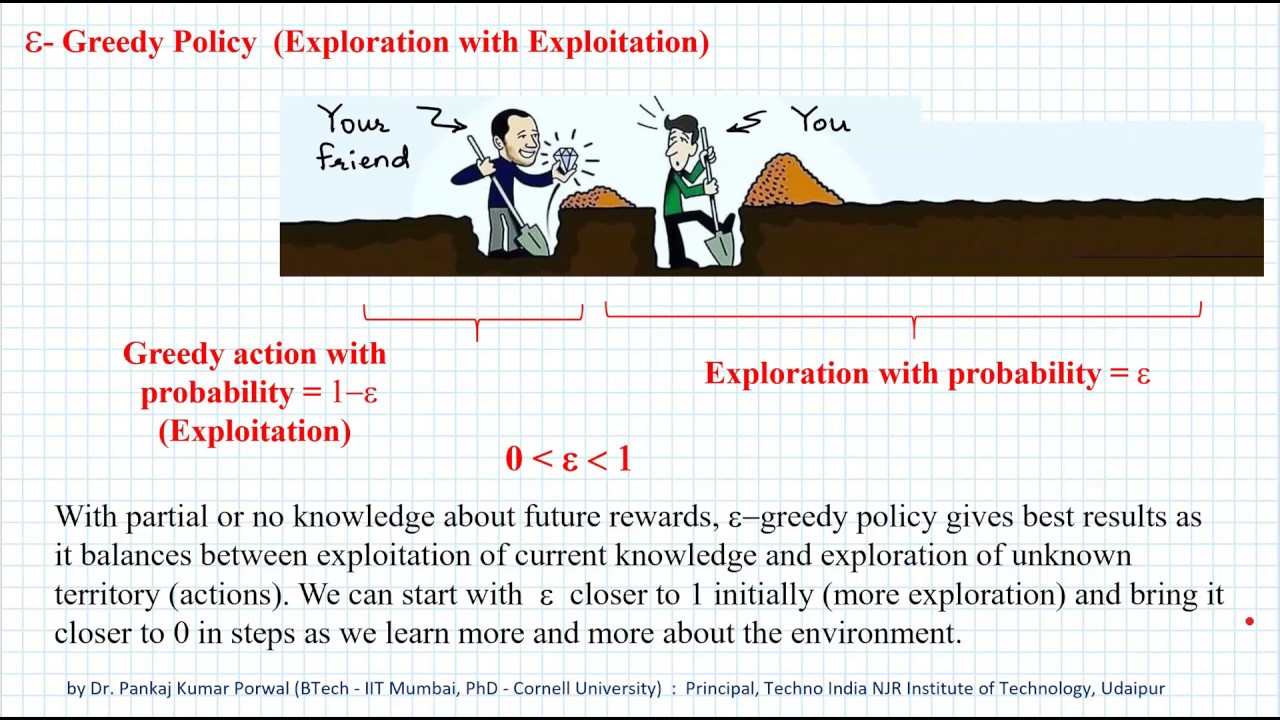 ε- Greedy Policy (Exploration with Exploitation)
Your
friend
You
Greedy action with
probability = 1−ε
(Exploitation)
Exploration with probability = ε
0 < ε < 1
With partial or no knowledge about future rewards, ε−greedy policy gives best results as
it balances between exploitation of current knowledge and exploration of unknown
territory (actions). We can start with ε closer to 1 initially (more exploration) and bring it
closer to 0 in steps as we learn more and more about the environment.
by Dr. Pankaj Kumar Porwal (BTech - IIT Mumbai, PhD - Cornell University) : Principal, Techno India NJR Institute of Technology, Udaipur